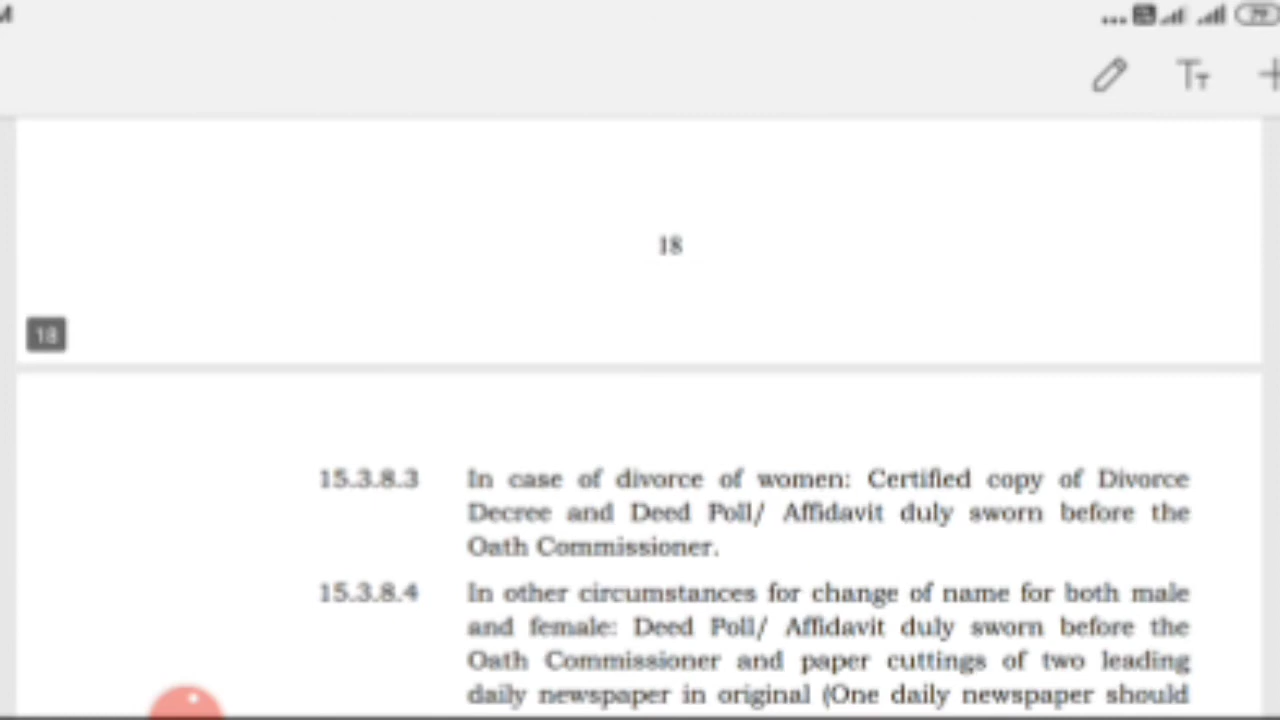 M
79
18
18
15.3.8.3 In case of divorce of women: Certified copy of Divorce
Decree and Deed Poll/ Affidavit duly sworn before the
Oath Commissioner.
15.3.8.4 In other circumstances for change of name for both male
and female: Deed Poll/ Affidavit duly sworn before the
Oath Commissioner and paper cuttings of two leading
daily newspaper in original (One daily newspaper should